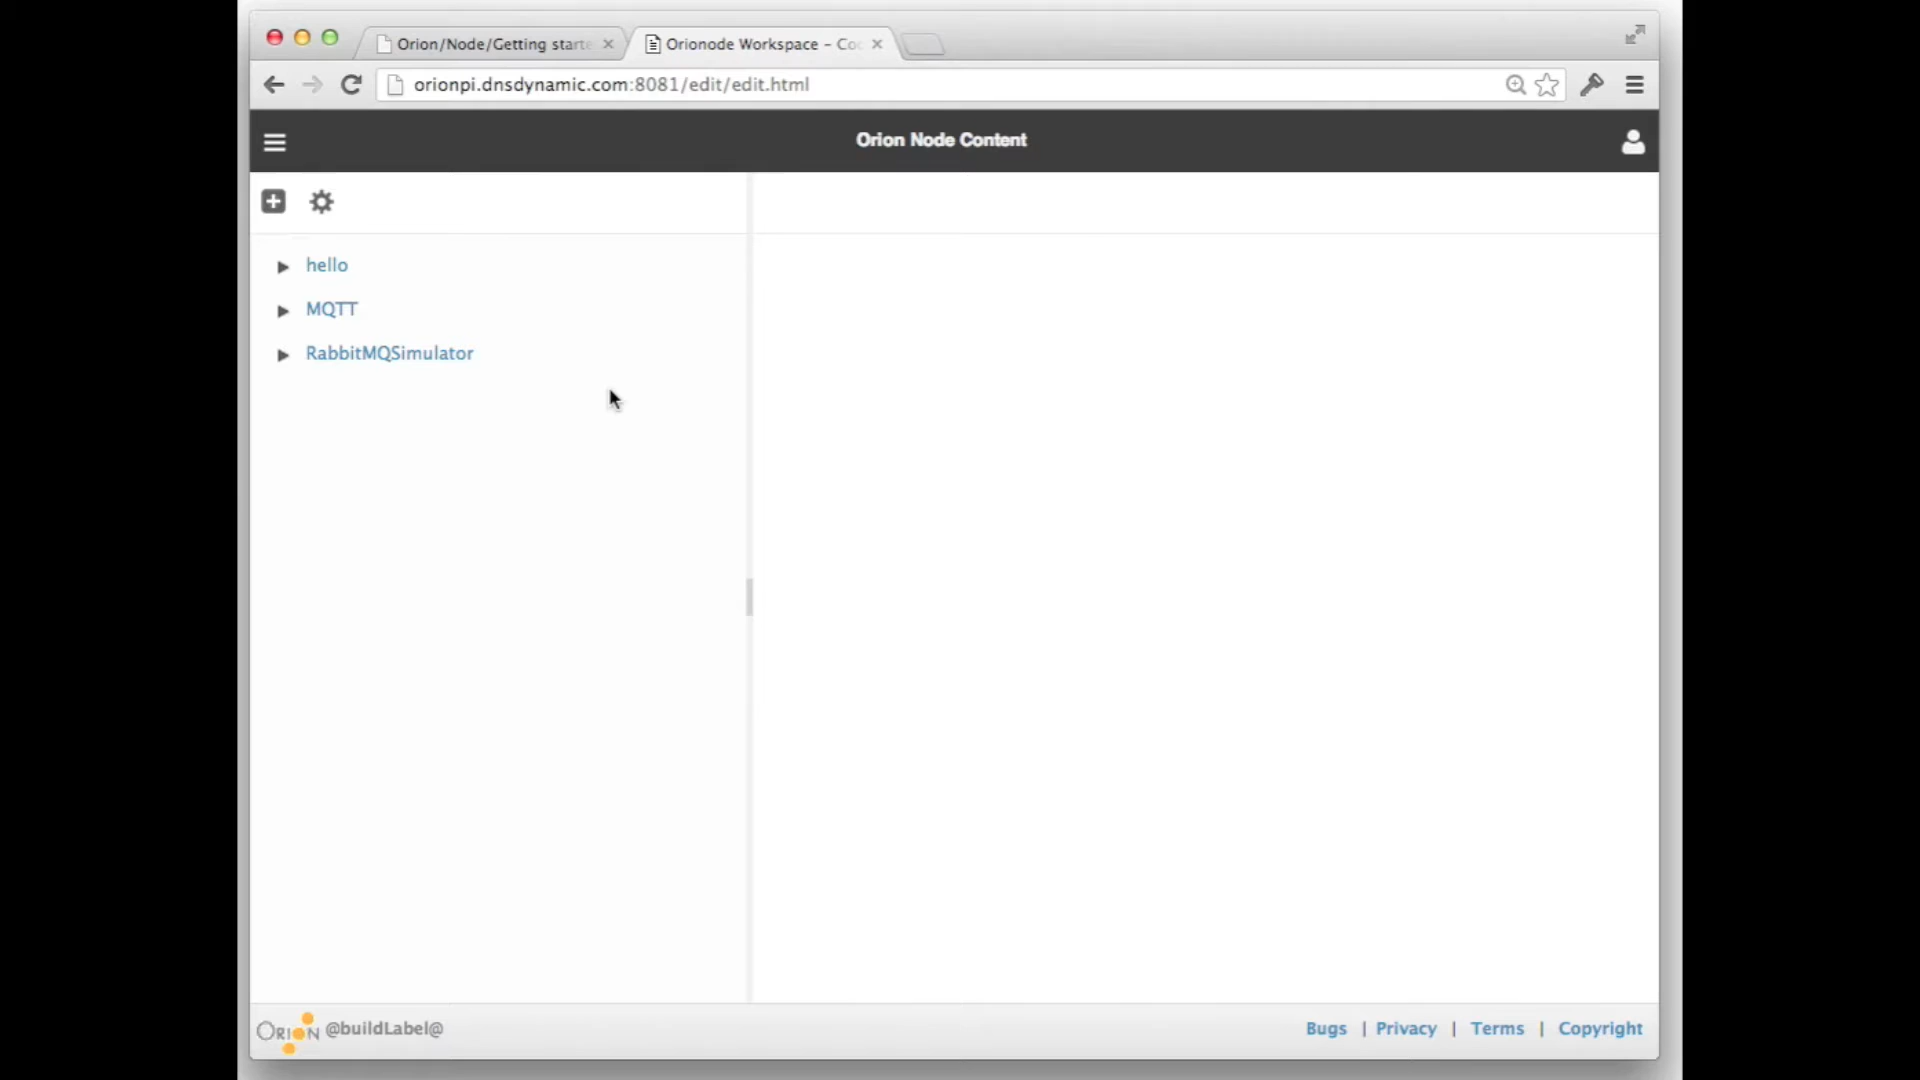 Orion/Node/Getting starte
Orionode Workspace - Coc
orionpi.dnsdynamic.com:8081/edit/edit.html
Orion Node Content
hello
MQTT
RabbitMQSimulator
ORION @buildLabel@
Bugs | Privacy | Terms | Copyright